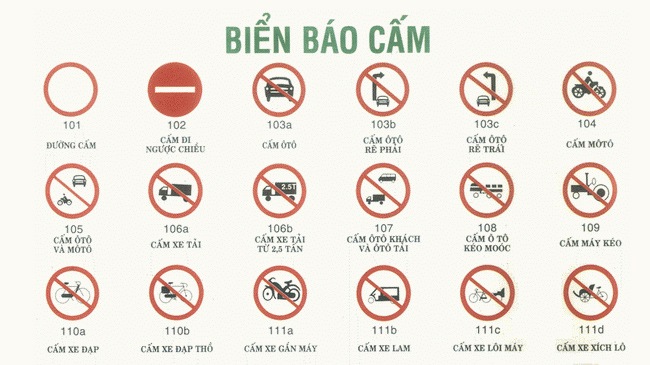 BIỂN BÁO CẤM
101
102
103a
103b
103c
104
ĐƯỜNG CẤM
CẤM ĐI
NGƯỢC CHIỀU
CẤM ÔTÔ
CẤM ÔTÔ
RẼ PHẢI
CẤM ÔTÔ
RẼ TRÁI
CẤM MÔTÔ
2.5T
105
106a
106b
107
108
109
CẤM ÔTÔ
VÀ MÔTÔ
CẤM XE TẢI
CẤM XE TẢI
TỪ 2,5 TẤN
CẤM ÔTÔ KHÁCH
VÀ ÔTÔ TẢI
CẤM Ô TÔ
KÉO MOÓC
CẤM MÁY KÉO
110a
110b
111a
111b
111c
111d
CẤM XE ĐẠP
CẤM XE ĐẠP THỒ
CẤM XE GẮN MÁY
CẤM XE LAM
CẤM XE LÔI MÁY
CẤM XE XÍCH LÔ